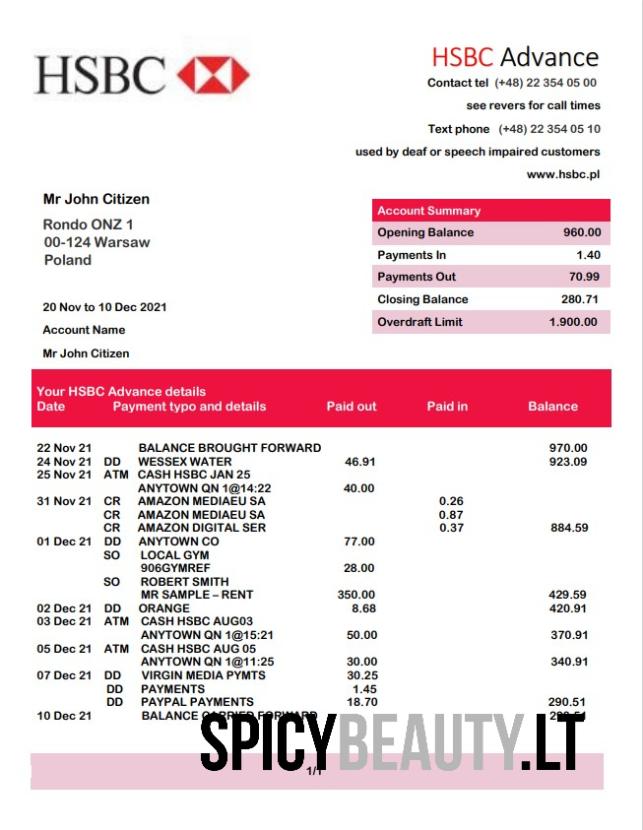 HSBC
HSBC Advance
Contact tel (+48) 22 354 05 00
see revers for call times
Text phone (+48) 22 354 05 10
used by deaf or speech impaired customers
www.hsbc.pl
Mr John Citizen
Rondo ONZ 1
00-124 Warsaw
Poland
20 Nov to 10 Dec 2021
Account Name
Mr John Citizen
Account Summary
Opening Balance 960.00
Payments In 1.40
Payments Out 70.99
Closing Balance 280.71
Overdraft Limit 1.900.00
Your HSBC Advance details
Date Payment typo and details Paid out Paid in Balance
22 Nov 21 BALANCE BROUGHT FORWARD 970.00
24 Nov 21 DD WESSEX WATER 46.91 923.09
25 Nov 21 ATM CASH HSBC JAN 25
ANYTOWN QN 1@14:22 40.00
31 Nov 21 CR AMAZON MEDIAEU SA 0.26
CR AMAZON MEDIAEU SA 0.87
CR AMAZON DIGITAL SER 0.37 884.59
01 Dec 21 DD ANYTOWN CO 77.00
SO LOCAL GYM
906GYMREF 28.00
SO ROBERT SMITH
MR SAMPLE – RENT 350.00 429.59
02 Dec 21 DD ORANGE 8.68 420.91
03 Dec 21 ATM CASH HSBC AUG03
ANYTOWN QN 1@15:21 50.00 370.91
05 Dec 21 ATM CASH HSBC AUG 05
ANYTOWN QN 1@11:25 30.00 340.91
07 Dec 21 DD VIRGIN MEDIA PYMTS 30.25
DD PAYMENTS 1.45
DD PAYPAL PAYMENTS 18.70 290.51
10 Dec 21 BALANCE CARRIED FORWARD
SPICYBEAUTY.LT
1/1